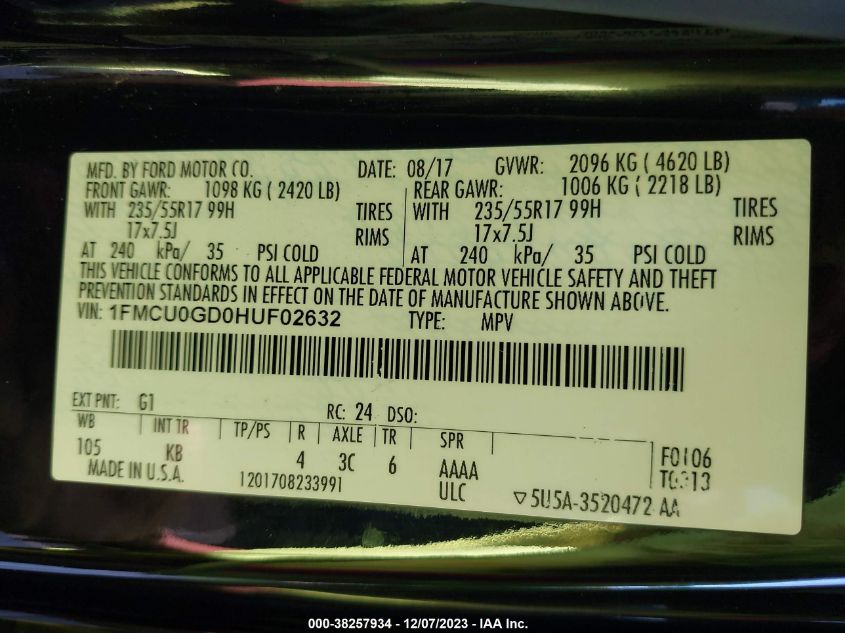 MFD. BY FORD MOTOR CO. DATE: 08/17 GVWR: 2096 KG ( 4620 LB)
FRONT GAWR: 1098 KG ( 2420 LB) REAR GAWR: 1006 KG ( 2218 LB)
WITH 235/55R17 99H TIRES WITH 235/55R17 99H TIRES
17x7.5J RIMS 17x7.5J RIMS
AT 240 kPa/ 35 PSI COLD AT 240 kPa/ 35 PSI COLD
THIS VEHICLE CONFORMS TO ALL APPLICABLE FEDERAL MOTOR VEHICLE SAFETY AND THEFT
PREVENTION STANDARDS IN EFFECT ON THE DATE OF MANUFACTURE SHOWN ABOVE.
VIN: 1FMCU0GD0HUF02632 TYPE: MPV
EXT PNT: G1 RC: 24 DSO:
WB INT TR TP/PS R AXLE TR SPR
105 KB 4 3C 6 AAAA F0106
MADE IN U.S.A. 1201708233991 ULC ▽5U5A-3520472 AA
000-38257934 - 12/07/2023 - IAA Inc.